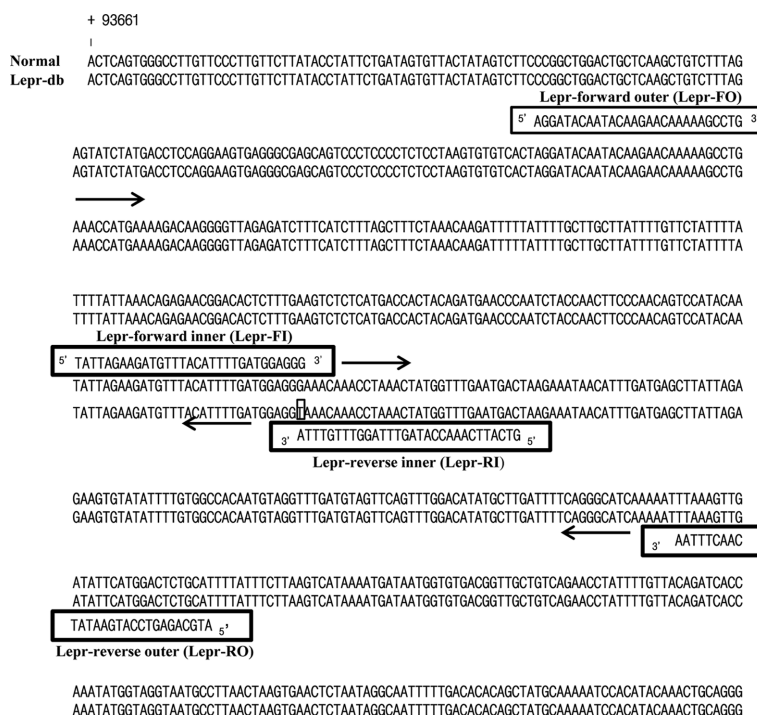 + 93661
Normal ACTCAGTGGGCCTTGTTCCCTTGTTCTTATACCTATTCTGATAGTGTTACTATAGTCTTCCCGGCTGGACTGCTCAAGCTGTCTTTAG
Lepr-db ACTCAGTGGGCCTTGTTCCCTTGTTCTTATACCTATTCTGATAGTGTTACTATAGTCTTCCCGGCTGGACTGCTCAAGCTGTCTTTAG
Lepr-forward outer (Lepr-FO)
5' AGGATACAATACAAGAACAAAAAGCCTG 3'
AGTATCTATGACCTCCAGGAAGTGAGGGCGAGCAGTCCCTCCCCTCTCCTAAGTGTGTCACTAGGATACAATACAAGAACAAAAAGCCTG
AGTATCTATGACCTCCAGGAAGTGAGGGCGAGCAGTCCCTCCCCTCTCCTAAGTGTGTCACTAGGATACAATACAAGAACAAAAAGCCTG
AAACCATGAAAAGACAAGGGGTTAGAGATCTTTCATCTTTAGCTTTCTAAACAAGATTTTTATTTTGCTTGCTTATTTTGTTCTATTTTA
AAACCATGAAAAGACAAGGGGTTAGAGATCTTTCATCTTTAGCTTTCTAAACAAGATTTTTATTTTGCTTGCTTATTTTGTTCTATTTTA
TTTTATTAAACAGAGAACGGACACTCTTTGAAGTCTCTCATGACCACTACAGATGAACCCAATCTACCAACTTCCCAACAGTCCATACAA
TTTTATTAAACAGAGAACGGACACTCTTTGAAGTCTCTCATGACCACTACAGATGAACCCAATCTACCAACTTCCCAACAGTCCATACAA
Lepr-forward inner (Lepr-FI)
5' TATTAGAAGATGTTTACATTTTGATGGAGGG 3'
TATTAGAAGATGTTTACATTTTGATGGAGGGAAACAAACCTAAACTATGGTTTGAATGACTAAGAAATAACATTTGATGAGCTTATTAGA
TATTAGAAGATGTTTACATTTTGATGGAGGTAAACAAACCTAAACTATGGTTTGAATGACTAAGAAATAACATTTGATGAGCTTATTAGA
3' ATTTGTTTGGATTTGATACCAAACTTACTG 5'
Lepr-reverse inner (Lepr-RI)
GAAGTGTATATTTTGTGGCCACAATGTAGGTTTGATGTAGTTCAGTTTGGACATATGCTTGATTTTCAGGGCATCAAAAATTTAAAGTTG
GAAGTGTATATTTTGTGGCCACAATGTAGGTTTGATGTAGTTCAGTTTGGACATATGCTTGATTTTCAGGGCATCAAAAATTTAAAGTTG
3' AATTTCAAC
ATATTCATGGACTCTGCATTTTATTTCTTAAGTCATAAAATGATAATGGTGTGACGGTTGCTGTCAGAACCTATTTTGTTACAGATCACC
ATATTCATGGACTCTGCATTTTATTTCTTAAGTCATAAAATGATAATGGTGTGACGGTTGCTGTCAGAACCTATTTTGTTACAGATCACC
TATAAGTACCTGAGACGTA 5'
Lepr-reverse outer (Lepr-RO)
AAATATGGTAGGTAATGCCTTAACTAAGTGAACTCTAATAGGCAATTTTTGACACACAGCTATGCAAAAATCCACATACAAACTGCAGGG
AAATATGGTAGGTAATGCCTTAACTAAGTGAACTCTAATAGGCAATTTTTGACACACAGCTATGCAAAAATCCACATACAAACTGCAGGG